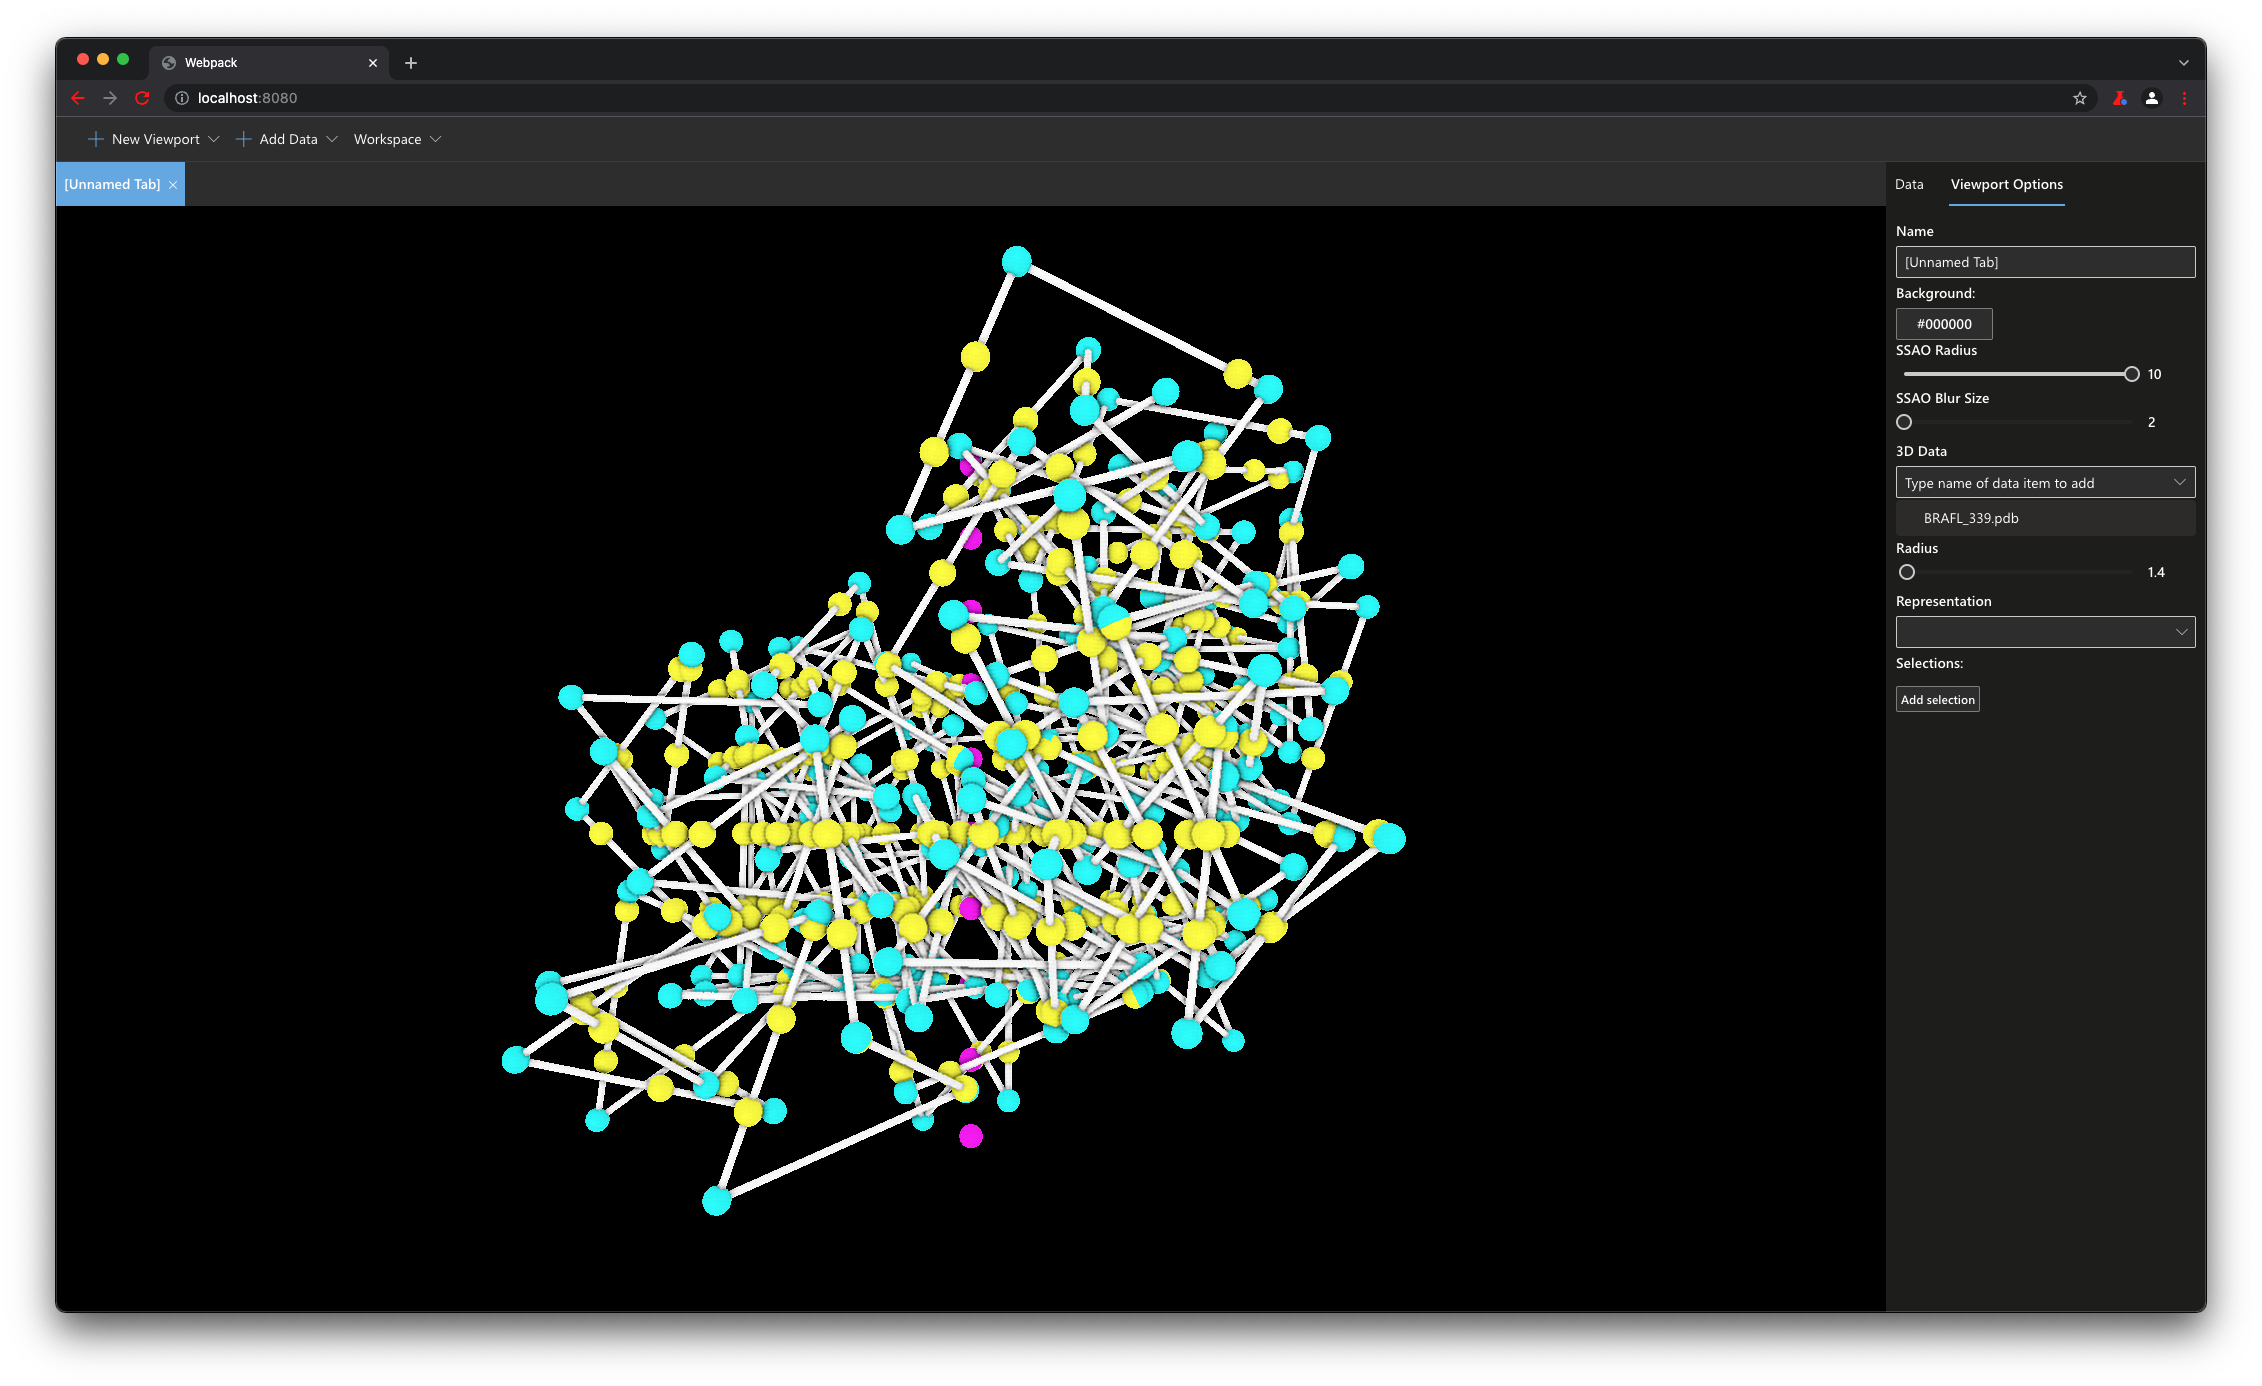 Webpack
localhost:8080
New Viewport Add Data Workspace
[Unnamed Tab]
Data Viewport Options
Name
[Unnamed Tab]
Background:
#000000
SSAO Radius
10
SSAO Blur Size
2
3D Data
Type name of data item to add
BRAFL_339.pdb
Radius
1.4
Representation
Selections:
Add selection